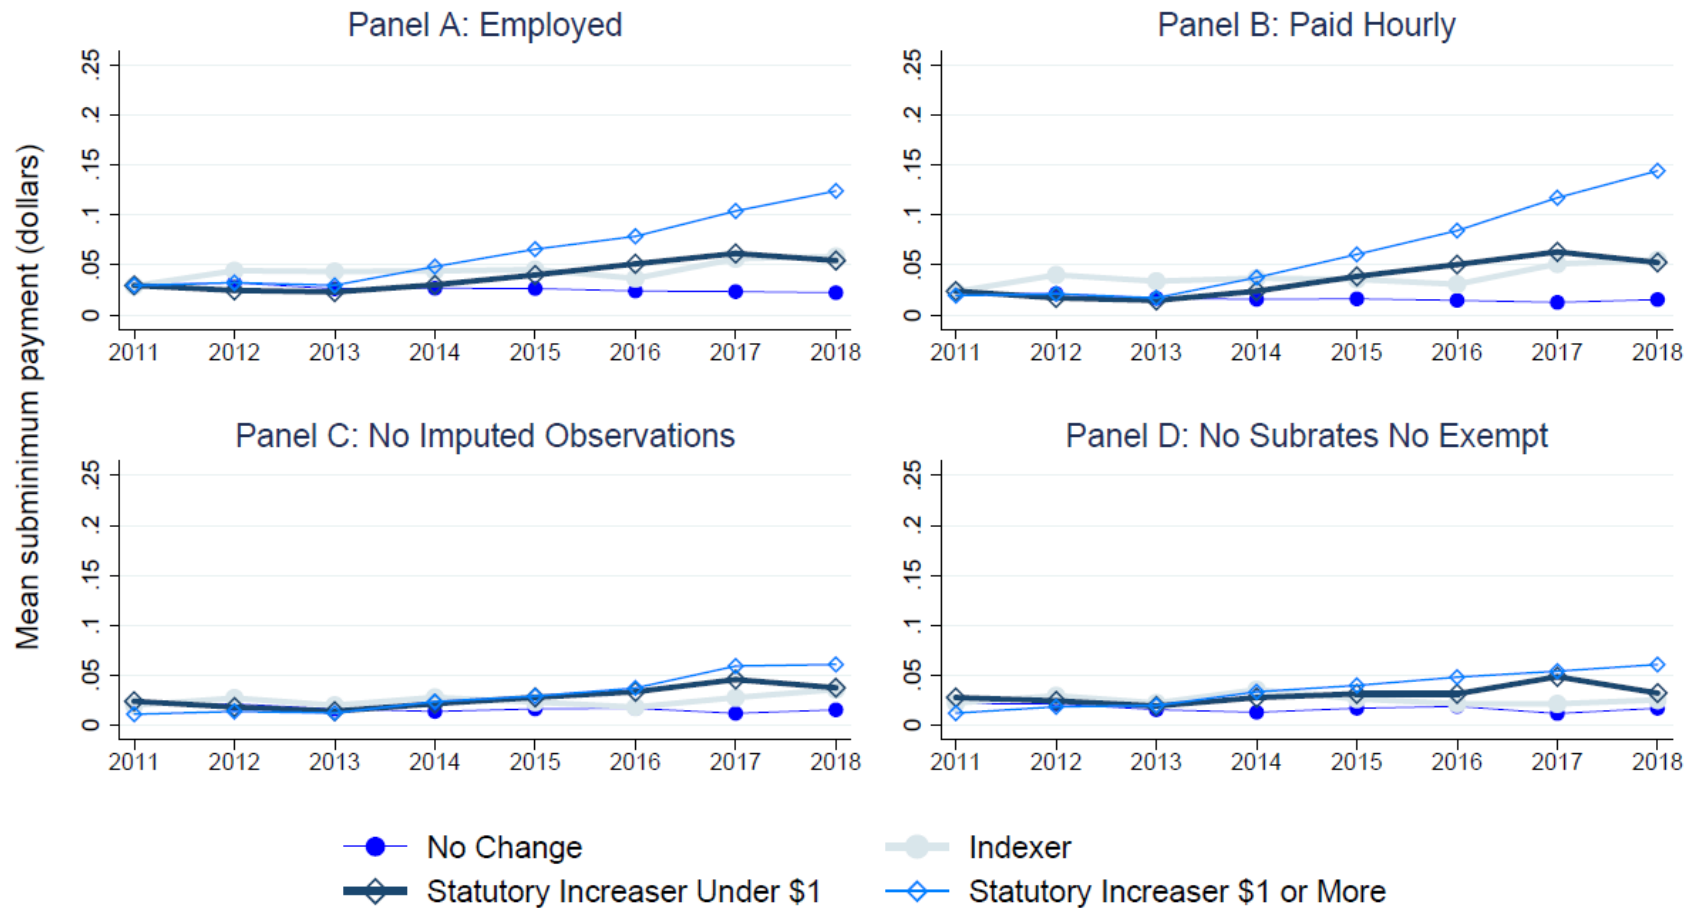 Panel A: Employed
Panel B: Paid Hourly
Mean subminimum payment (dollars)
.25
.2
.15
.1
.05
0
2011 2012 2013 2014 2015 2016 2017 2018
.25
.2
.15
.1
.05
0
2011 2012 2013 2014 2015 2016 2017 2018
Panel C: No Imputed Observations
Panel D: No Subrates No Exempt
.25
.2
.15
.1
.05
0
2011 2012 2013 2014 2015 2016 2017 2018
.25
.2
.15
.1
.05
0
2011 2012 2013 2014 2015 2016 2017 2018
No Change
Indexer
Statutory Increaser Under $1
Statutory Increaser $1 or More